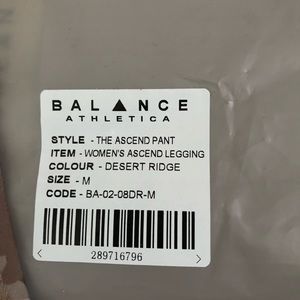 BALANCE
ATHLETICA
STYLE - THE ASCEND PANT
ITEM - WOMEN'S ASCEND LEGGING
COLOUR - DESERT RIDGE
SIZE - M
CODE - BA-02-08DR-M
289716796